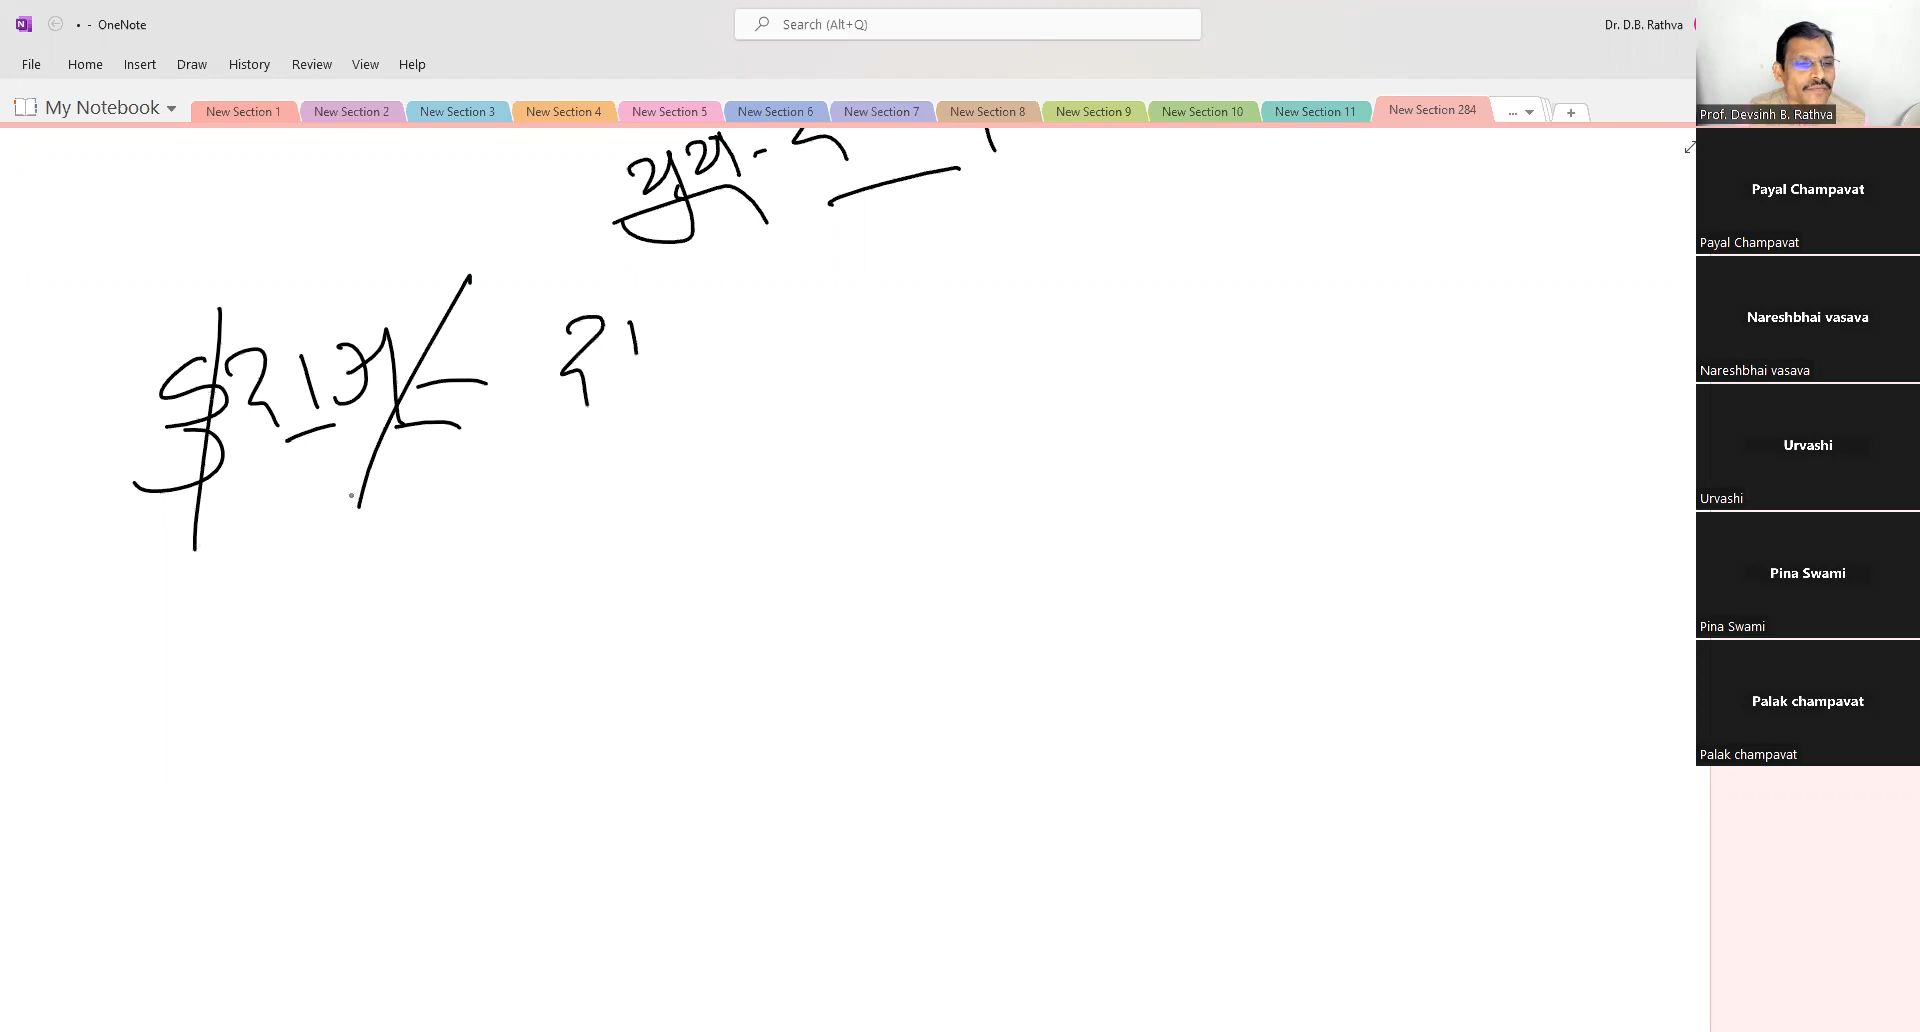 • - OneNote
Search (Alt+Q)
Dr. D.B. Rathva
File Home Insert Draw History Review View Help
My Notebook
New Section 1 New Section 2 New Section 3 New Section 4 New Section 5 New Section 6 New Section 7 New Section 8 New Section 9 New Section 10 New Section 11 New Section 284 ... +
Prof. Devsinh B. Rathva
Payal Champavat
Payal Champavat
Nareshbhai vasava
Nareshbhai vasava
Urvashi
Urvashi
Pina Swami
Pina Swami
Palak champavat
Palak champavat